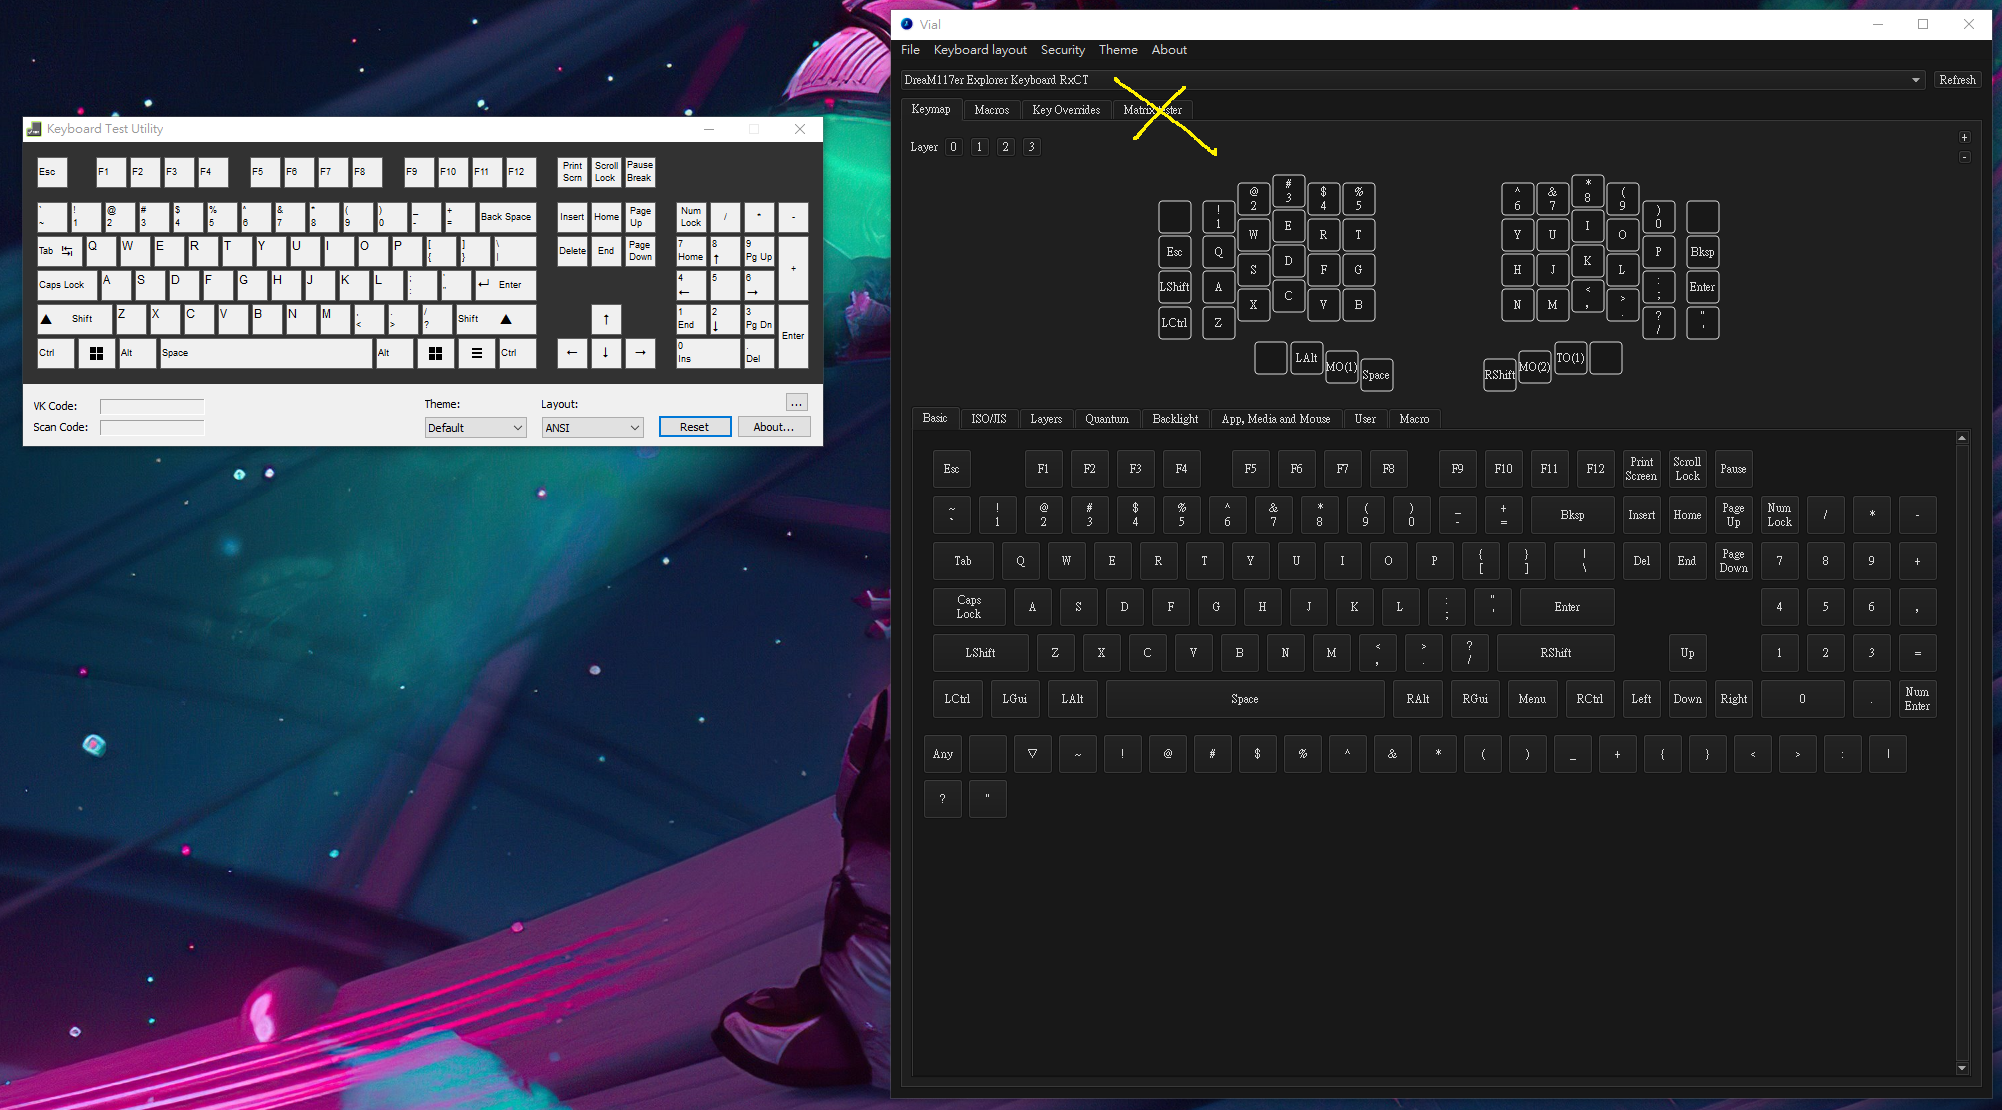 Keyboard Test Utility
Esc F1 F2 F3 F4 F5 F6 F7 F8 F9 F10 F11 F12 Print Scrn Scroll Lock Pause Break
` ~ ! 1 @ 2 # 3 $ 4 % 5 ^ 6 & 7 * 8 ( 9 ) 0 _ - + = Back Space Insert Home Page Up Num Lock / * -
Tab Q W E R T Y U I O P [ { ] } \ | Delete End Page Down 7 Home 8 ↑ 9 Pg Up +
Caps Lock A S D F G H J K L ; : ' " Enter 4 ← 5 6 →
Shift Z X C V B N M , < . > / ? Shift ↑ 1 End 2 ↓ 3 Pg Dn Enter
Ctrl Alt Space Alt Ctrl ← ↓ → 0 Ins . Del
VK Code:
Scan Code:
Theme:
Default
Layout:
ANSI
...
Reset
About...
Vial
File Keyboard layout Security Theme About
DreaM117er Explorer Keyboard RxCT
Refresh
Keymap Macros Key Overrides Matrix tester
Layer 0 1 2 3
+
-
! 1 @ 2 # 3 $ 4 % 5 ^ 6 & 7 * 8 ( 9 ) 0
Esc Q W E R T Y U I O P Bksp
LShift A S D F G H J K L : ; Enter
LCtrl Z X C V B N M < , > . ? / " '
LAlt MO(1) Space RShift MO(2) TO(1)
Basic ISO/JIS Layers Quantum Backlight App, Media and Mouse User Macro
Esc F1 F2 F3 F4 F5 F6 F7 F8 F9 F10 F11 F12 Print Screen Scroll Lock Pause
~ ` ! 1 @ 2 # 3 $ 4 % 5 ^ 6 & 7 * 8 ( 9 ) 0 _ - + = Bksp Insert Home Page Up Num Lock / * -
Tab Q W E R T Y U I O P { [ } ] | \ Del End Page Down 7 8 9 +
Caps Lock A S D F G H J K L : ; " ' Enter 4 5 6 ,
LShift Z X C V B N M < , > . ? / RShift Up 1 2 3 =
LCtrl LGui LAlt Space RAlt RGui Menu RCtrl Left Down Right 0 . Num Enter
Any ▽ ~ ! @ # $ % ^ & * ( ) _ + { } < > : |
? "